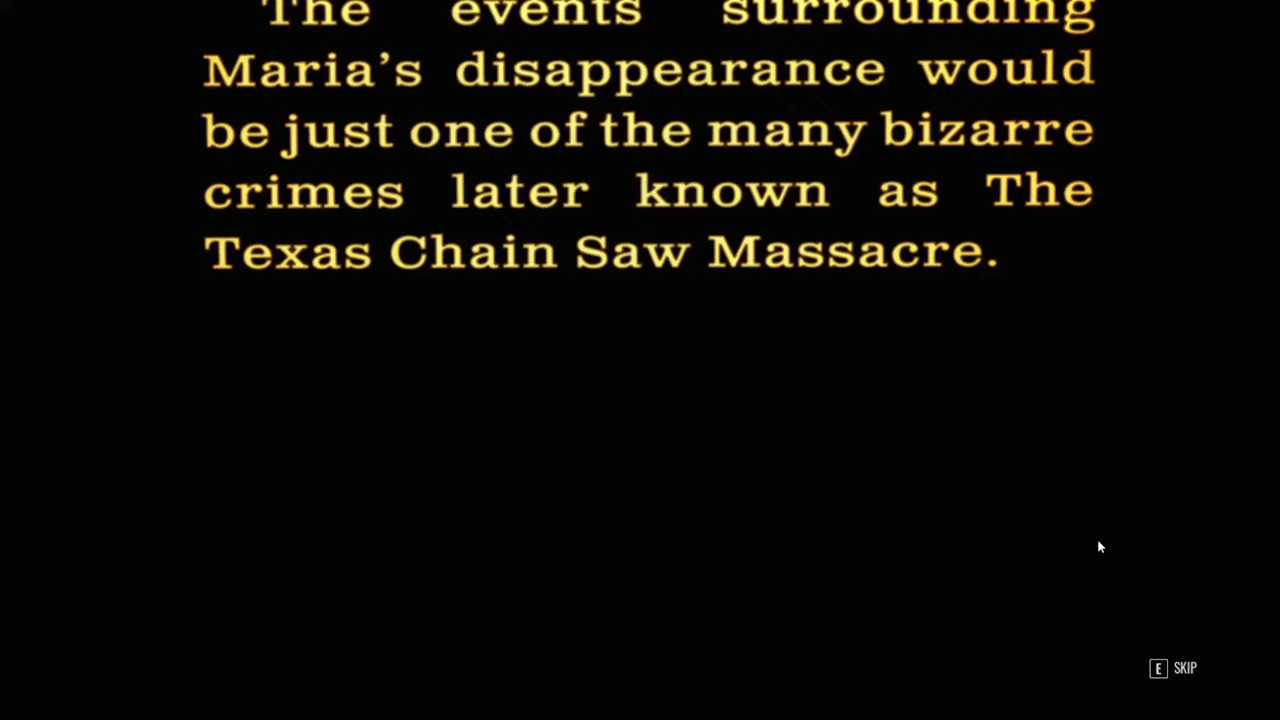 The events surrounding
Maria’s disappearance would
be just one of the many bizarre
crimes later known as The
Texas Chain Saw Massacre.
E SKIP